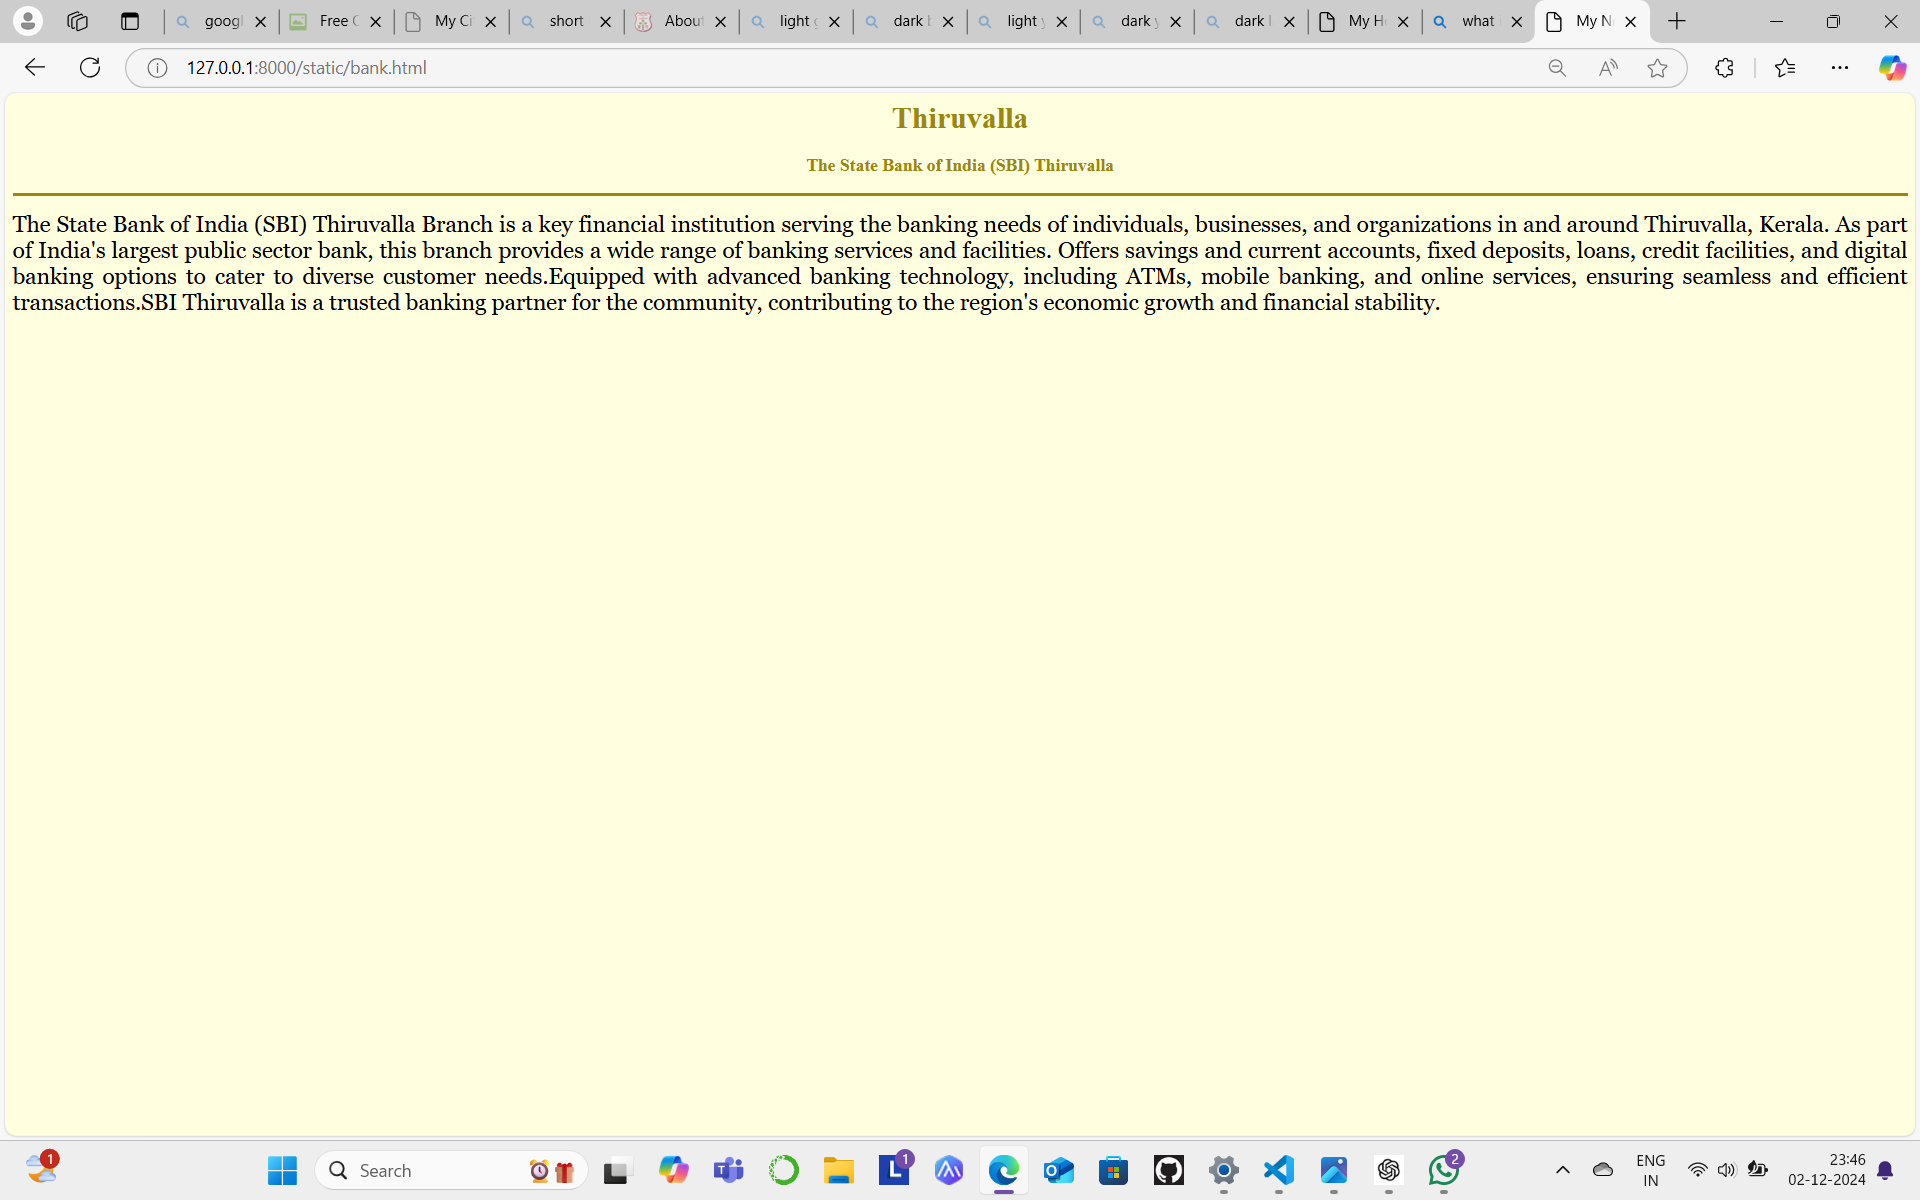 googl
Free C
My Ci
short
About
light g
dark b
light y
dark y
dark l
My H
what
My N
127.0.0.1:8000/static/bank.html
Thiruvalla
The State Bank of India (SBI) Thiruvalla
The State Bank of India (SBI) Thiruvalla Branch is a key financial institution serving the banking needs of individuals, businesses, and organizations in and around Thiruvalla, Kerala. As part
of India's largest public sector bank, this branch provides a wide range of banking services and facilities. Offers savings and current accounts, fixed deposits, loans, credit facilities, and digital
banking options to cater to diverse customer needs.Equipped with advanced banking technology, including ATMs, mobile banking, and online services, ensuring seamless and efficient
transactions.SBI Thiruvalla is a trusted banking partner for the community, contributing to the region's economic growth and financial stability.
1
Search
1
2
ENG
IN
23:46
02-12-2024